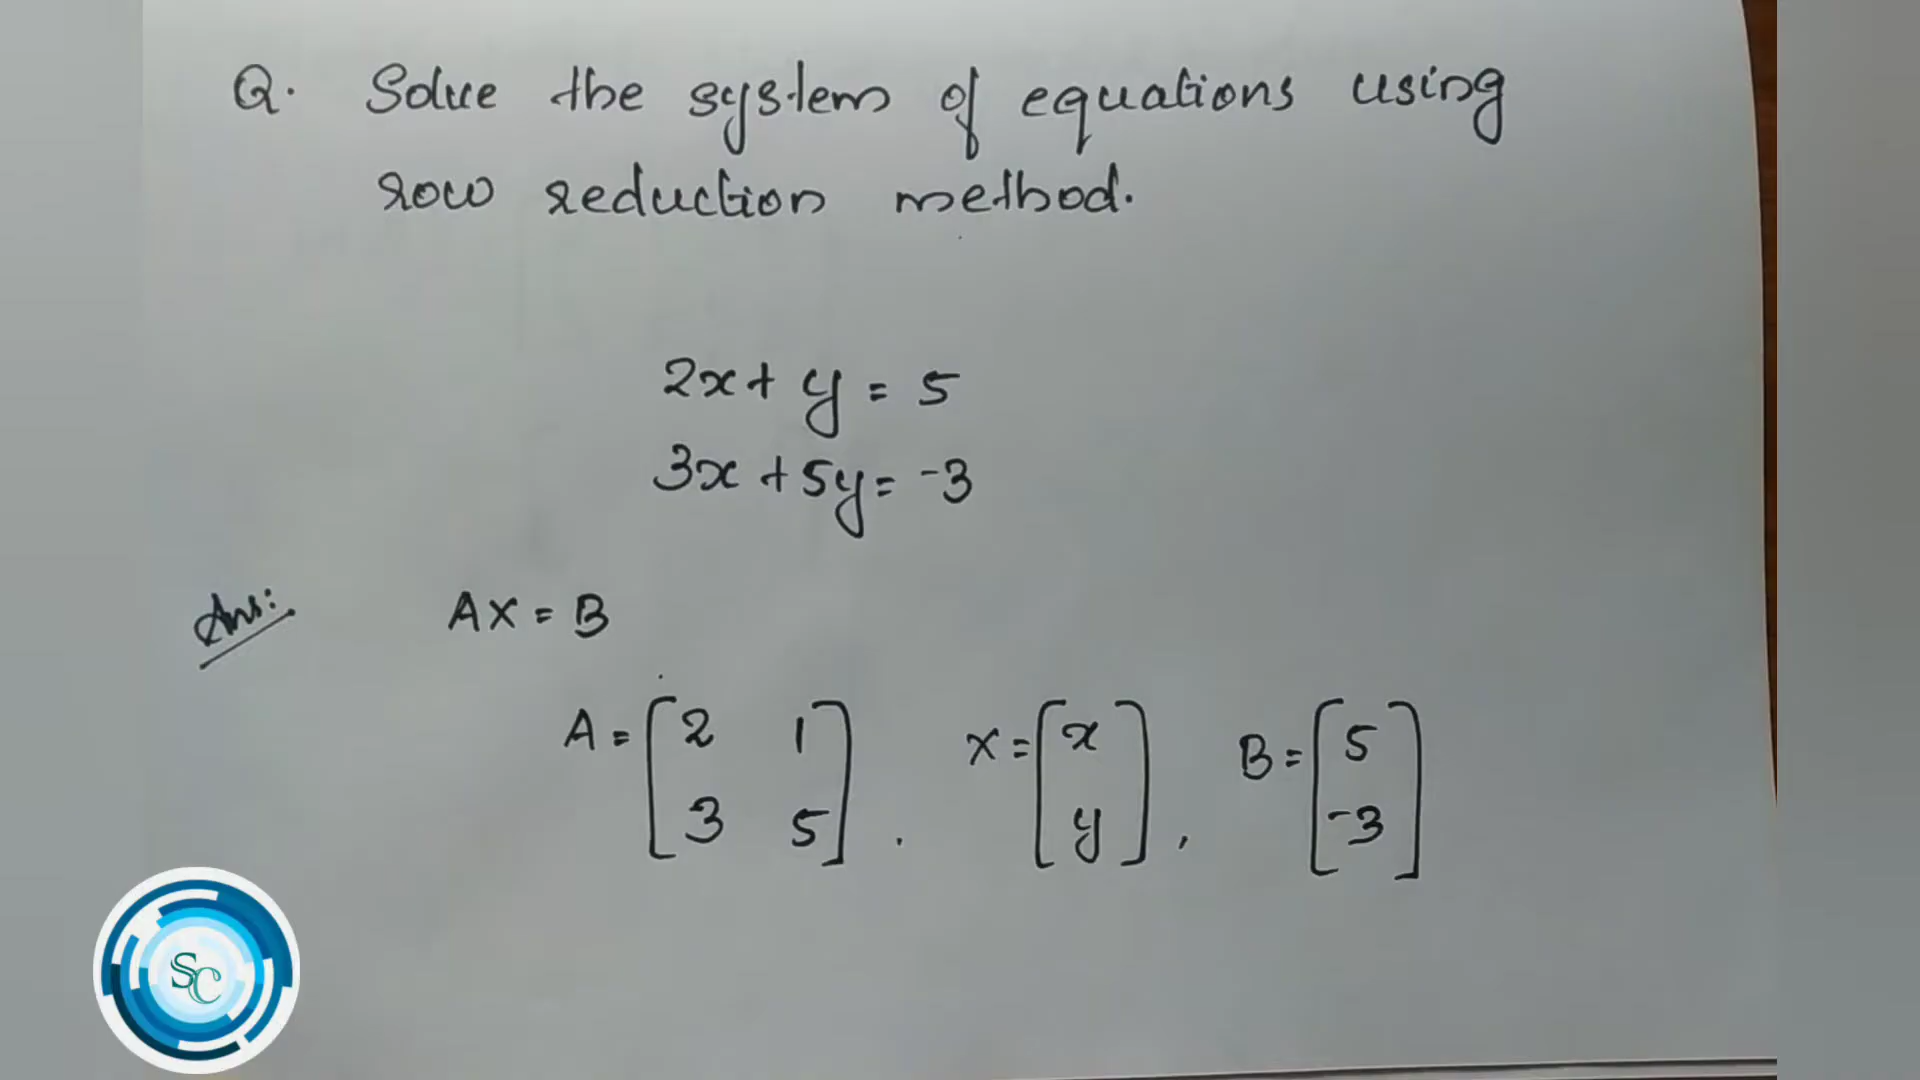 Q. Solve the system of equations using
row reduction method.
2x + y = 5
3x + 5y = -3
Ans: AX = B
A = [2 1
3 5] , X = [x
y] , B = [5
-3]
SC